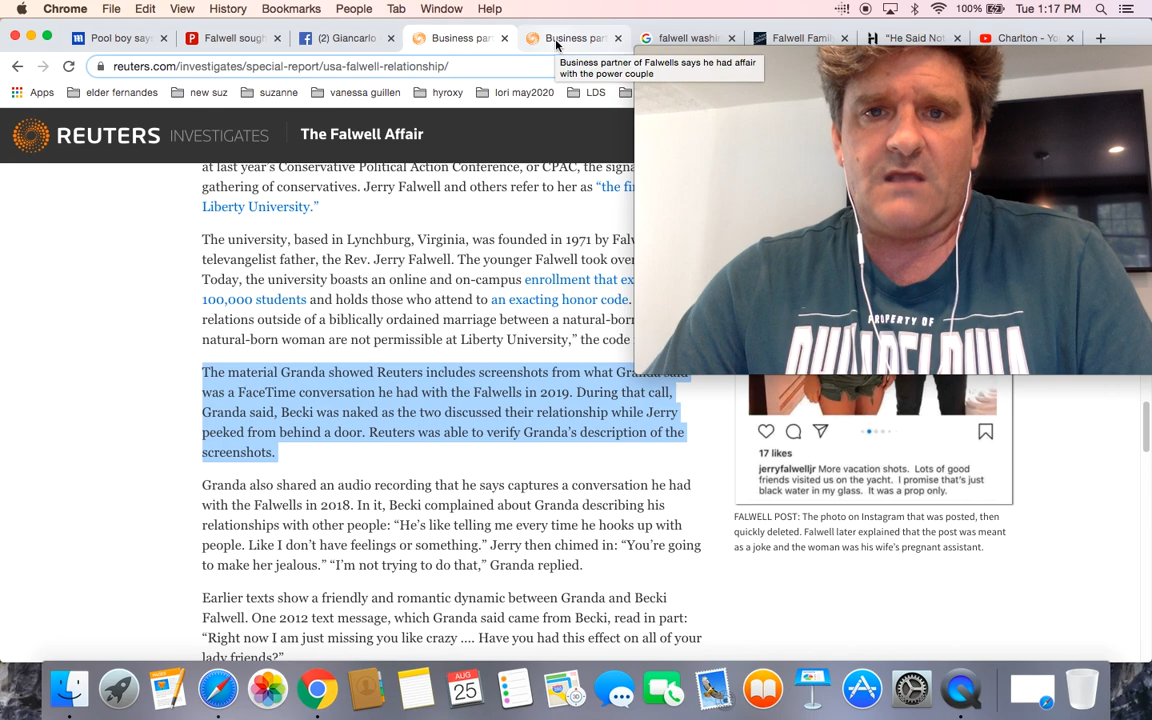 Chrome File Edit View History Bookmarks People Tab Window Help 100% Tue 1:17 PM
Pool boy say Falwell sough (2) Giancarlo Business par Business par falwell washi Falwell Fami "He Said Not Charlton - Yo
reuters.com/investigates/special-report/usa-falwell-relationship/
Business partner of Falwells says he had affair
with the power couple
Apps elder fernandes new suz suzanne vanessa guillen hyroxy lori may2020 LDS
REUTERS INVESTIGATES The Falwell Affair
at last year's Conservative Political Action Conference, or CPAC, the signa
gathering of conservatives. Jerry Falwell and others refer to her as "the fi
Liberty University."
The university, based in Lynchburg, Virginia, was founded in 1971 by Falw
televangelist father, the Rev. Jerry Falwell. The younger Falwell took over
Today, the university boasts an online and on-campus enrollment that ex
100,000 students and holds those who attend to an exacting honor code.
relations outside of a biblically ordained marriage between a natural-born
natural-born woman are not permissible at Liberty University," the code
The material Granda showed Reuters includes screenshots from what Granda said
was a FaceTime conversation he had with the Falwells in 2019. During that call,
Granda said, Becki was naked as the two discussed their relationship while Jerry
peeked from behind a door. Reuters was able to verify Granda's description of the
screenshots.
Granda also shared an audio recording that he says captures a conversation he had
with the Falwells in 2018. In it, Becki complained about Granda describing his
relationships with other people: "He's like telling me every time he hooks up with
people. Like I don't have feelings or something." Jerry then chimed in: "You're going
to make her jealous." "I'm not trying to do that," Granda replied.
Earlier texts show a friendly and romantic dynamic between Granda and Becki
Falwell. One 2012 text message, which Granda said came from Becki, read in part:
"Right now I am just missing you like crazy .... Have you had this effect on all of your
lady friends?"
PROPERTY OF
PHILADELPHIA
17 likes
jerryfalwelljr More vacation shots. Lots of good
friends visited us on the yacht. I promise that's just
black water in my glass. It was a prop only.
FALWELL POST: The photo on Instagram that was posted, then
quickly deleted. Falwell later explained that the post was meant
as a joke and the woman was his wife's pregnant assistant.
AUG
25